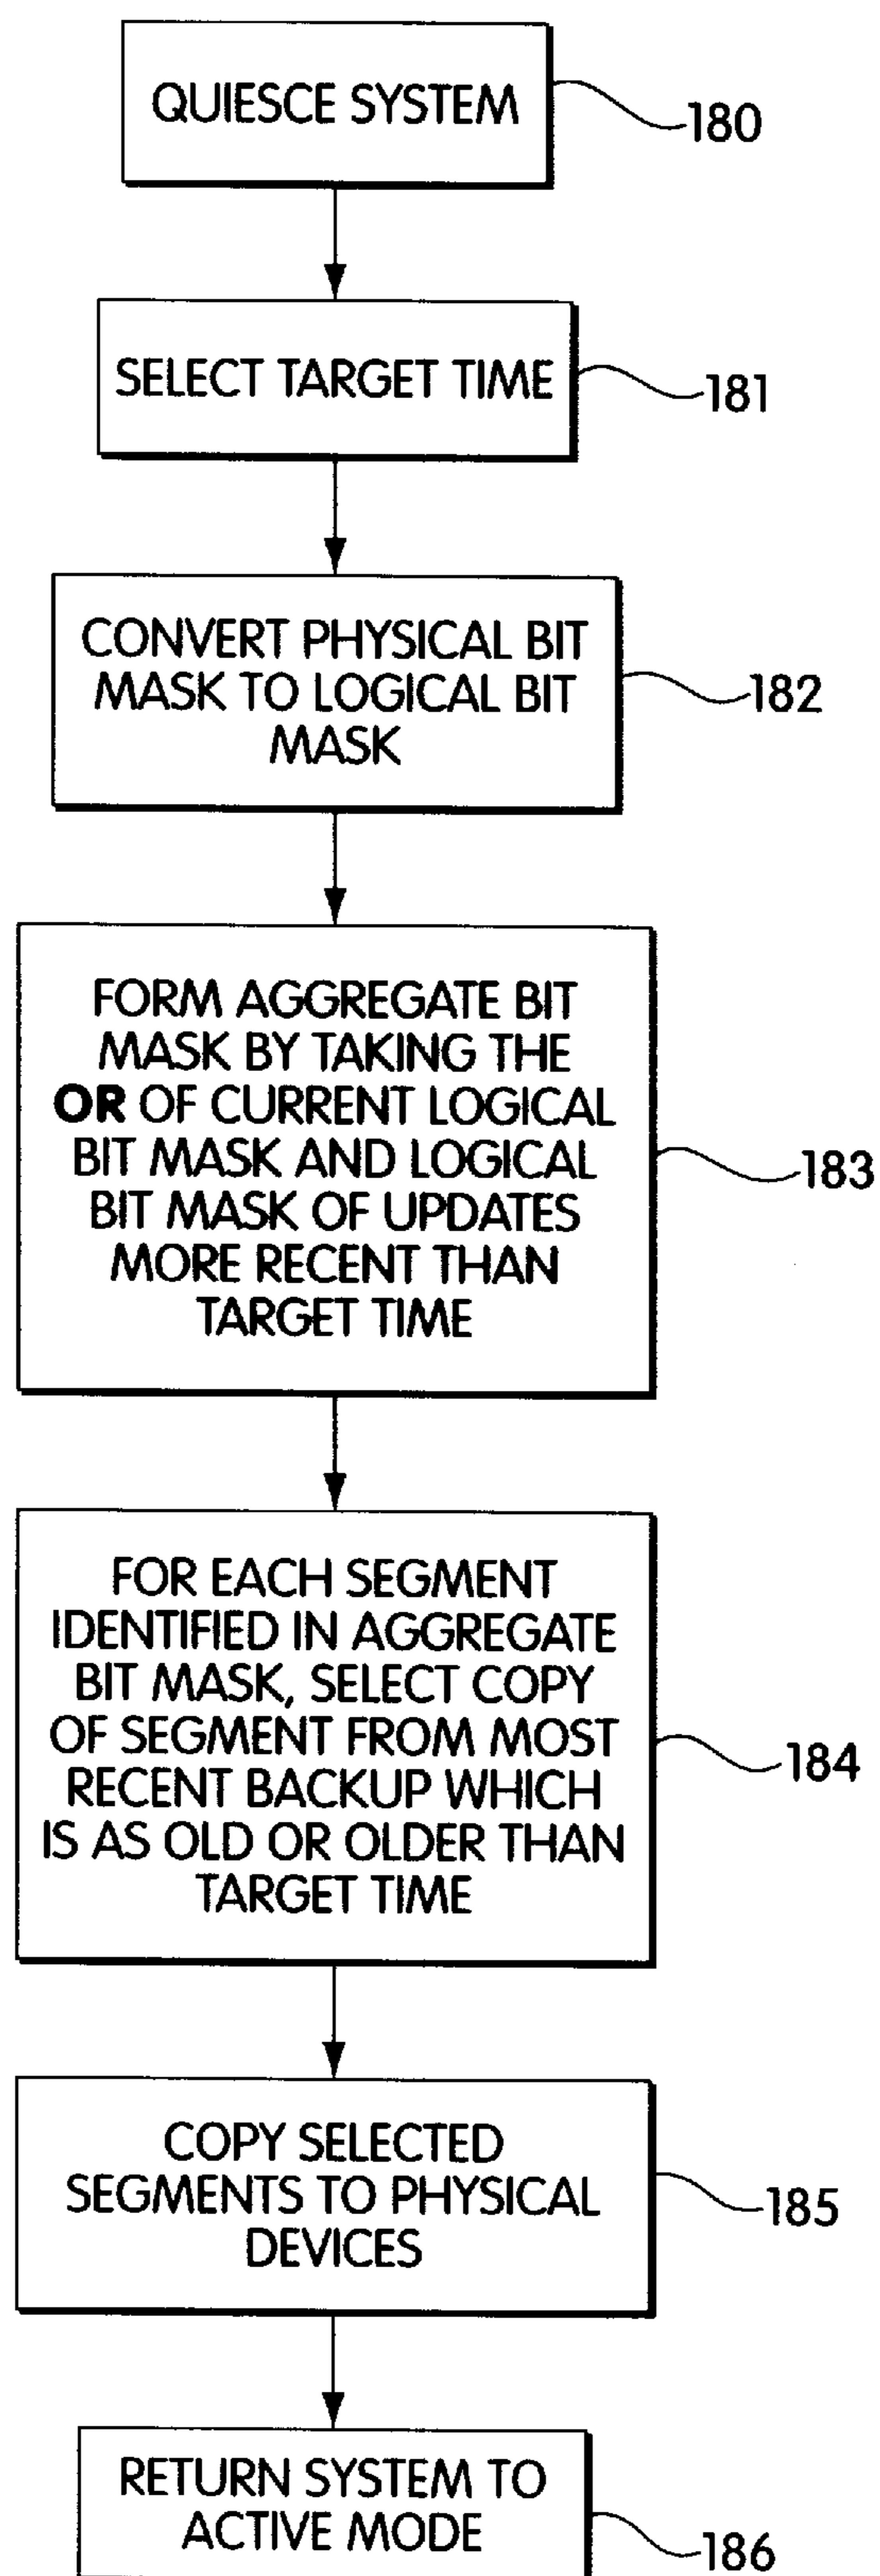 QUIESCE SYSTEM
180
SELECT TARGET TIME
181
CONVERT PHYSICAL BIT
MASK TO LOGICAL BIT
MASK
182
FORM AGGREGATE BIT
MASK BY TAKING THE
OR OF CURRENT LOGICAL
BIT MASK AND LOGICAL
BIT MASK OF UPDATES
MORE RECENT THAN
TARGET TIME
183
FOR EACH SEGMENT
IDENTIFIED IN AGGREGATE
BIT MASK, SELECT COPY
OF SEGMENT FROM MOST
RECENT BACKUP WHICH
IS AS OLD OR OLDER THAN
TARGET TIME
184
COPY SELECTED
SEGMENTS TO PHYSICAL
DEVICES
185
RETURN SYSTEM TO
ACTIVE MODE
186